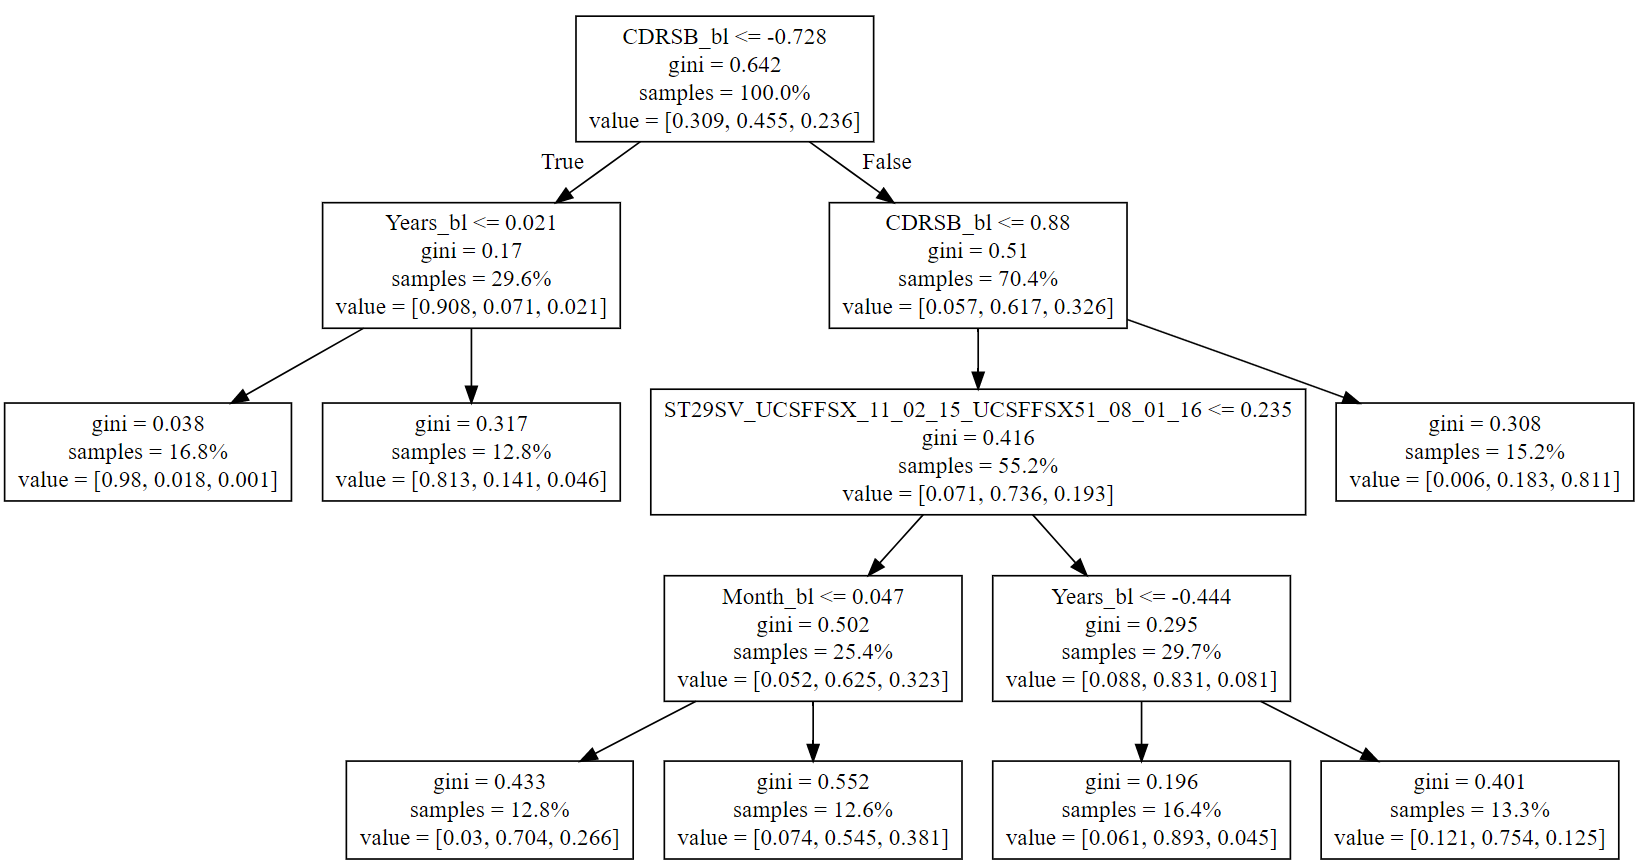 CDRSB_bl <= -0.728
gini = 0.642
samples = 100.0%
value = [0.309, 0.455, 0.236]
True
False
Years_bl <= 0.021
gini = 0.17
samples = 29.6%
value = [0.908, 0.071, 0.021]
CDRSB_bl <= 0.88
gini = 0.51
samples = 70.4%
value = [0.057, 0.617, 0.326]
gini = 0.038
samples = 16.8%
value = [0.98, 0.018, 0.001]
gini = 0.317
samples = 12.8%
value = [0.813, 0.141, 0.046]
ST29SV_UCSFFSX_11_02_15_UCSFFSX51_08_01_16 <= 0.235
gini = 0.416
samples = 55.2%
value = [0.071, 0.736, 0.193]
gini = 0.308
samples = 15.2%
value = [0.006, 0.183, 0.811]
Month_bl <= 0.047
gini = 0.502
samples = 25.4%
value = [0.052, 0.625, 0.323]
Years_bl <= -0.444
gini = 0.295
samples = 29.7%
value = [0.088, 0.831, 0.081]
gini = 0.433
samples = 12.8%
value = [0.03, 0.704, 0.266]
gini = 0.552
samples = 12.6%
value = [0.074, 0.545, 0.381]
gini = 0.196
samples = 16.4%
value = [0.061, 0.893, 0.045]
gini = 0.401
samples = 13.3%
value = [0.121, 0.754, 0.125]